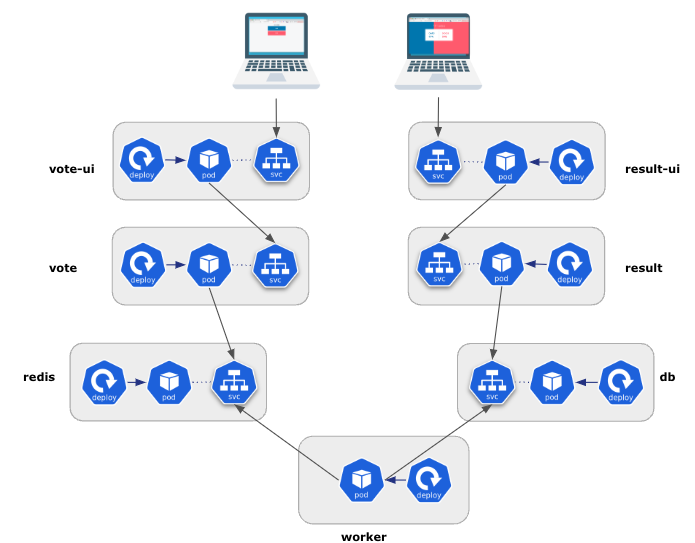 vote-ui
deploy
pod
svc
svc
pod
deploy
result-ui
vote
deploy
pod
svc
svc
pod
deploy
result
redis
deploy
pod
svc
svc
pod
deploy
db
pod
deploy
worker